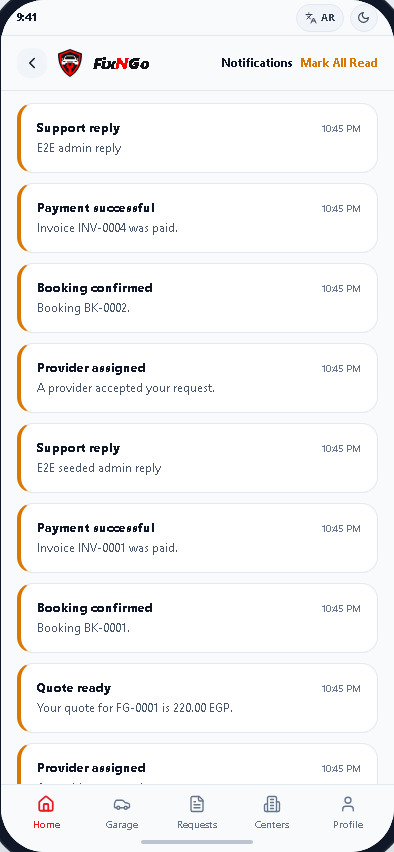 9:41
AR
FixNGo
Notifications Mark All Read
Support reply 10:45 PM
E2E admin reply
Payment successful 10:45 PM
Invoice INV-0004 was paid.
Booking confirmed 10:45 PM
Booking BK-0002.
Provider assigned 10:45 PM
A provider accepted your request.
Support reply 10:45 PM
E2E seeded admin reply
Payment successful 10:45 PM
Invoice INV-0001 was paid.
Booking confirmed 10:45 PM
Booking BK-0001.
Quote ready 10:45 PM
Your quote for FG-0001 is 220.00 EGP.
Provider assigned 10:45 PM
Home Garage Requests Centers Profile